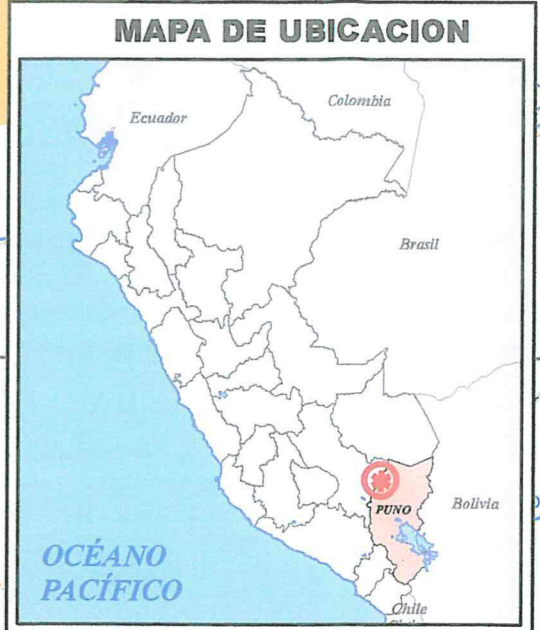 MAPA DE UBICACION
Colombia
Ecuador
Brasil
PUNO
Bolivia
OCÉANO
PACÍFICO
Chile